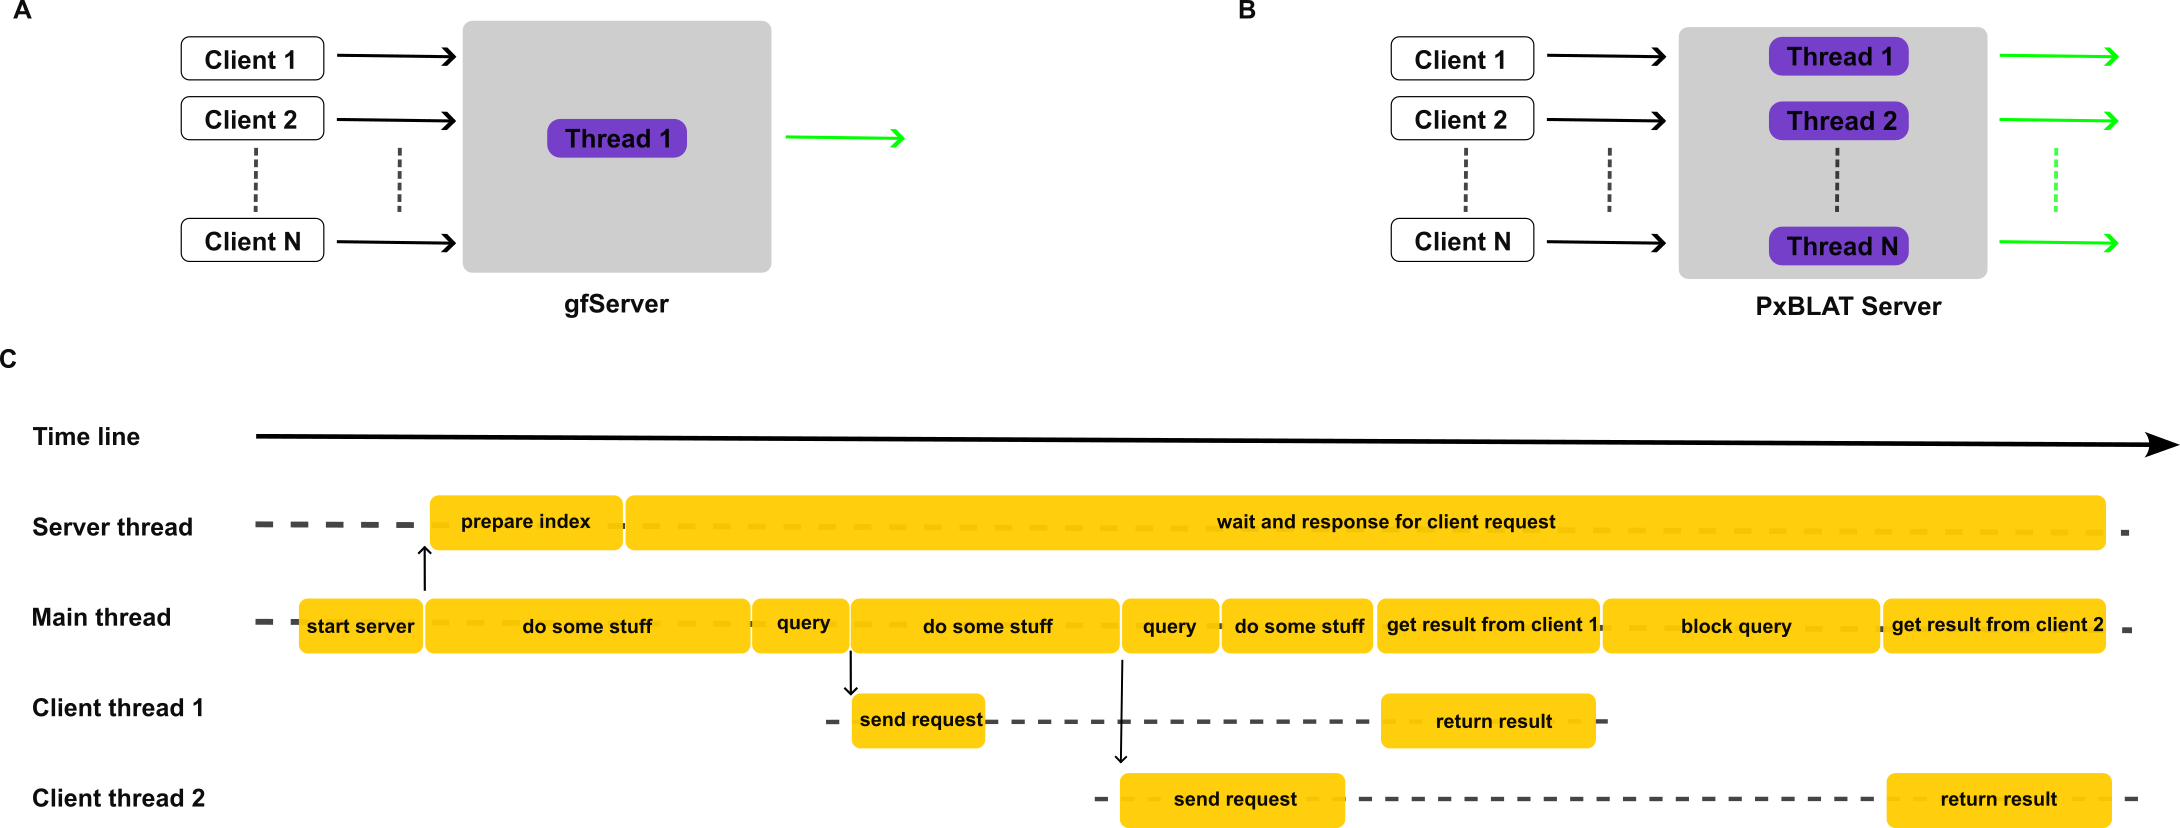 A
B
Client 1
Client 2
Client N
Thread 1
gfServer
Client 1
Client 2
Client N
Thread 1
Thread 2
Thread N
PxBLAT Server
C
Time line
Server thread
prepare index
wait and response for client request
Main thread
start server
do some stuff
query
do some stuff
query
do some stuff
get result from client 1
block query
get result from client 2
Client thread 1
send request
return result
Client thread 2
send request
return result